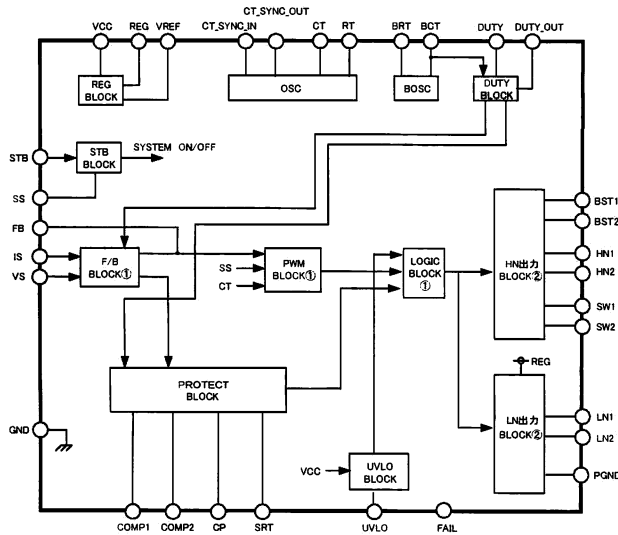 CT_SYNC_OUT
VCC REG VREF CT_SYNC_IN CT RT BRT BCT DUTY DUTY_OUT
REG
BLOCK
OSC
BOSC
DUTY
BLOCK
STB
STB
BLOCK
SYSTEM ON/OFF
SS
FB
IS
VS
F/B
BLOCK①
SS
CT
PWM
BLOCK①
LOGIC
BLOCK
①
HN出力
BLOCK②
BST1
BST2
HN1
HN2
SW1
SW2
REG
PROTECT
BLOCK
LN出力
BLOCK②
LN1
LN2
PGND
GND
VCC
UVLO
BLOCK
COMP1 COMP2 CP SRT UVLO FAIL